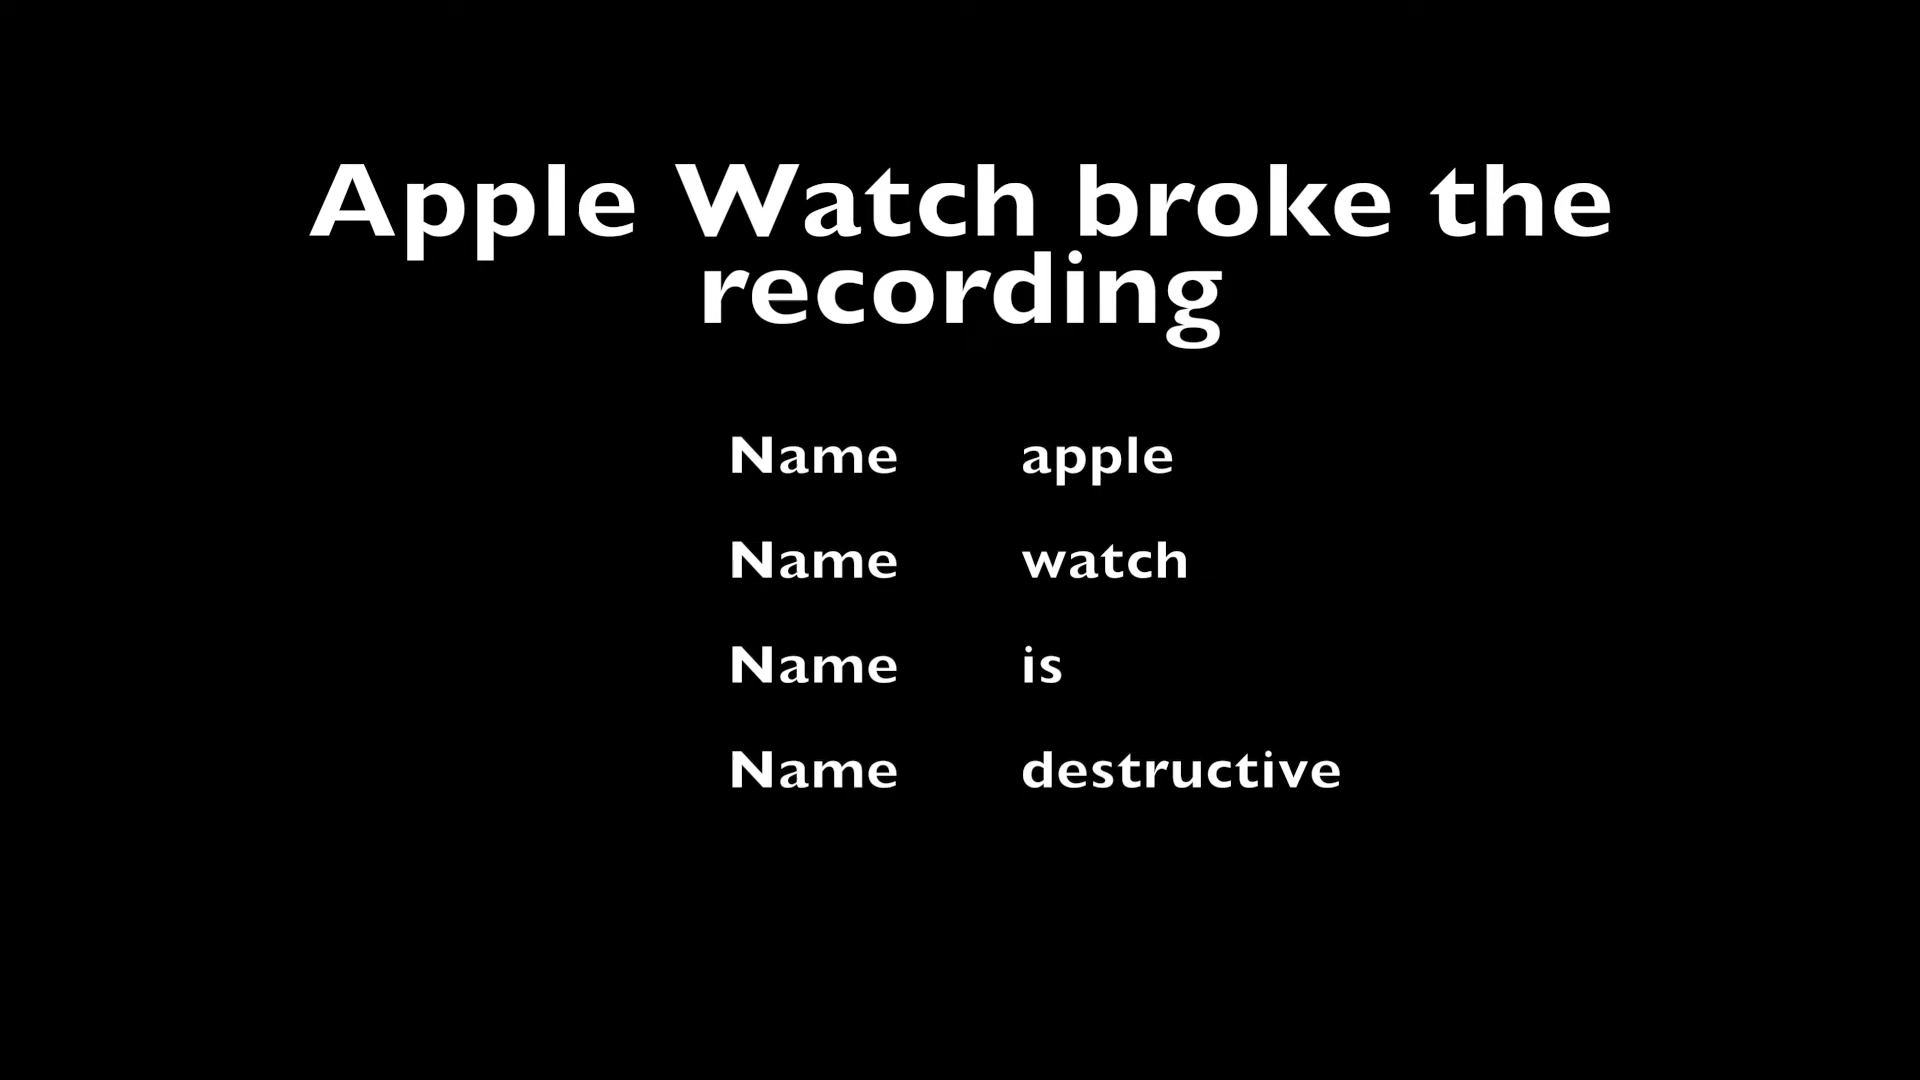 Apple Watch broke the
recording
Name apple
Name watch
Name is
Name destructive